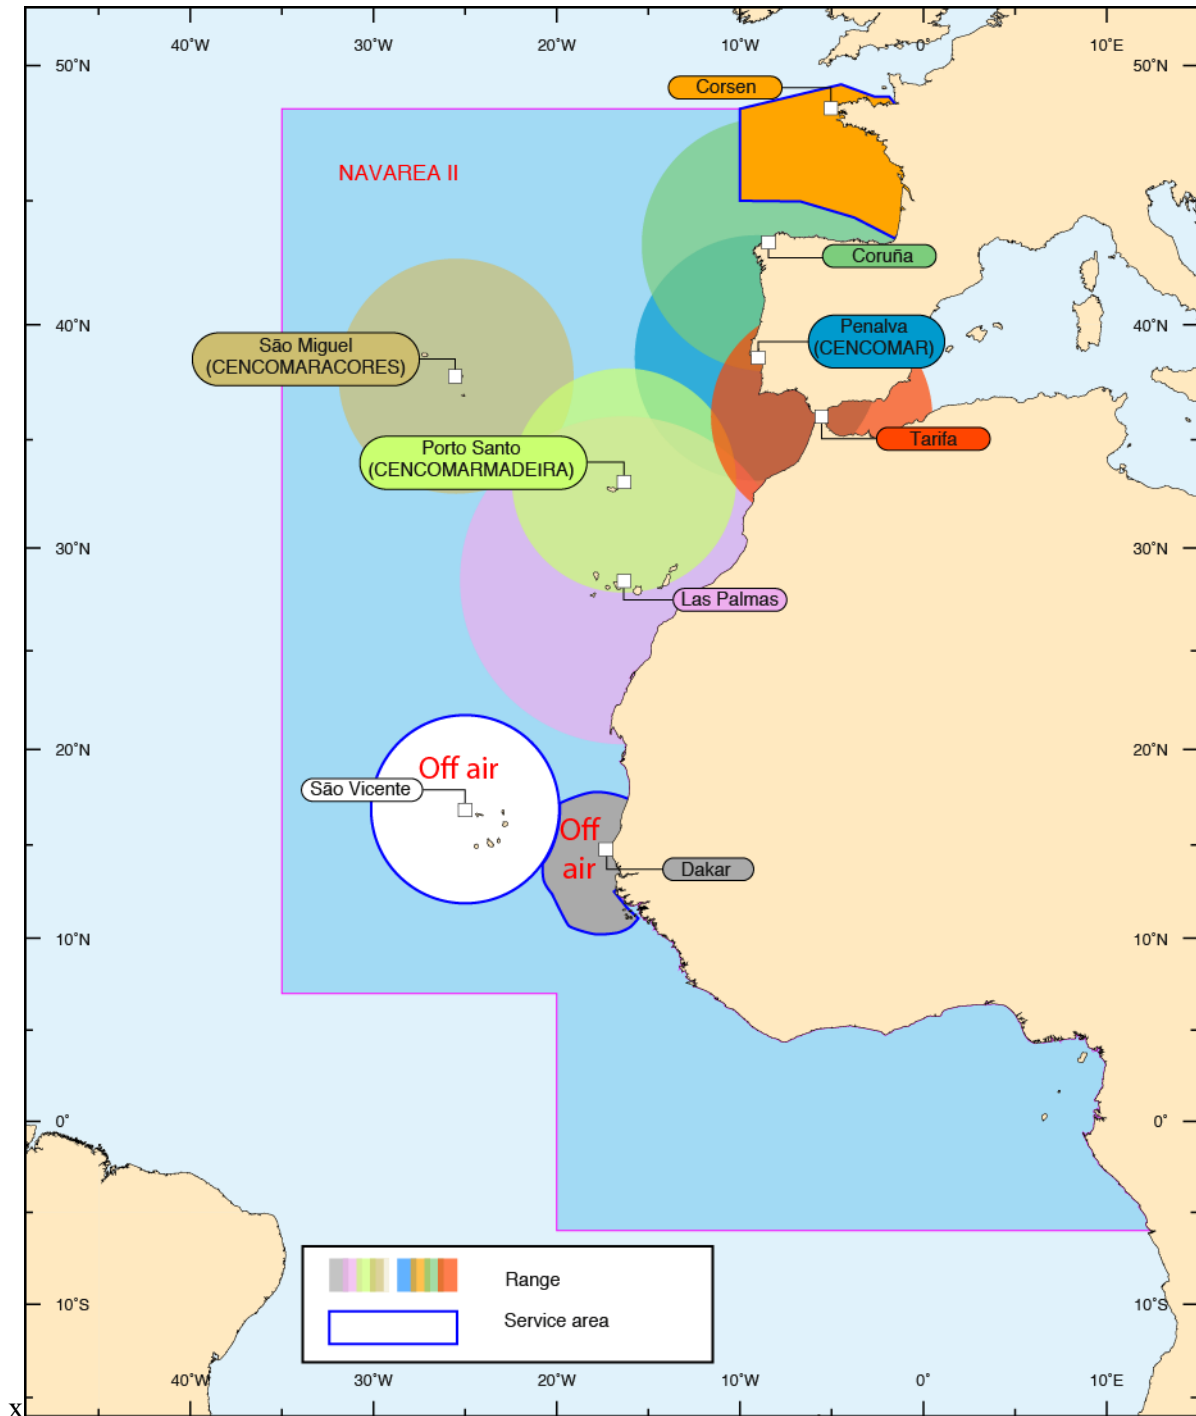 40˚W
30˚W
20˚W
10˚W
0˚
10˚E
50˚N
50˚N
Corsen
NAVAREA II
Coruña
40˚N
Penalva
(CENCOMAR)
40˚N
São Miguel
(CENCOMARACORES)
Tarifa
Porto Santo
(CENCOMARMADEIRA)
30˚N
30˚N
Las Palmas
20˚N
20˚N
Off air
São Vicente
Off
air
Dakar
10˚N
10˚N
0˚
0˚
Range
10˚S
10˚S
Service area
40˚W
30˚W
20˚W
10˚W
0˚
10˚E
x